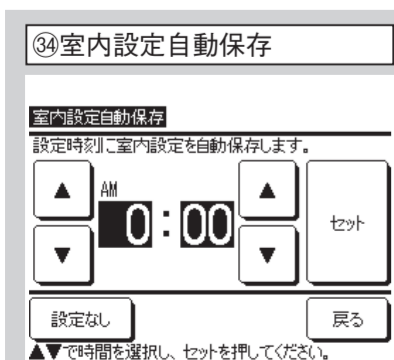 ㉞室内設定自動保存
室内設定自動保存
設定時刻に室内設定を自動保存します。
▲ AM ▲
0:00 セット
▼ ▼
設定なし 戻る
▲▼で時間を選択し、セットを押してください。